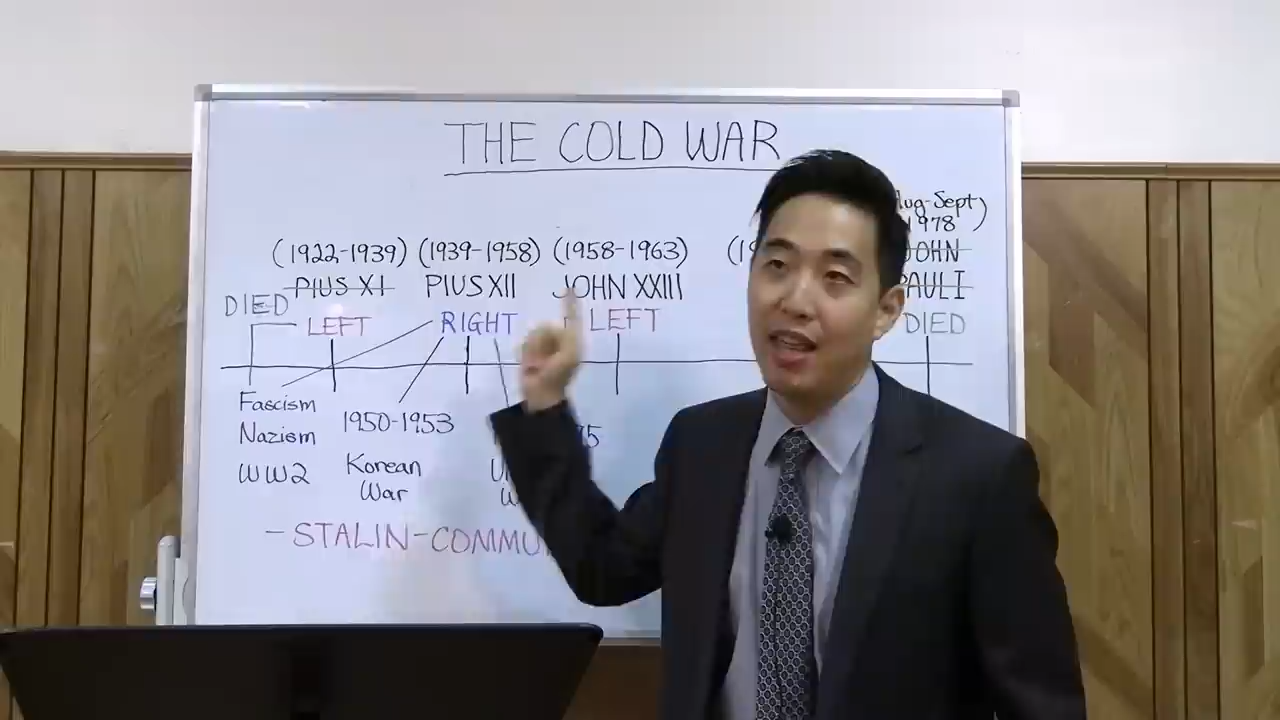 THE COLD WAR
Aug-Sept)
1978
(1922-1939) (1939-1958) (1958-1963)
JOHN
PIUS XI PIUS XII JOHN XXIII
PAUL I
DIED
LEFT RIGHT LEFT DIED
Fascism
Nazism
WW2
1950-1953
Korean
War
- STALIN-